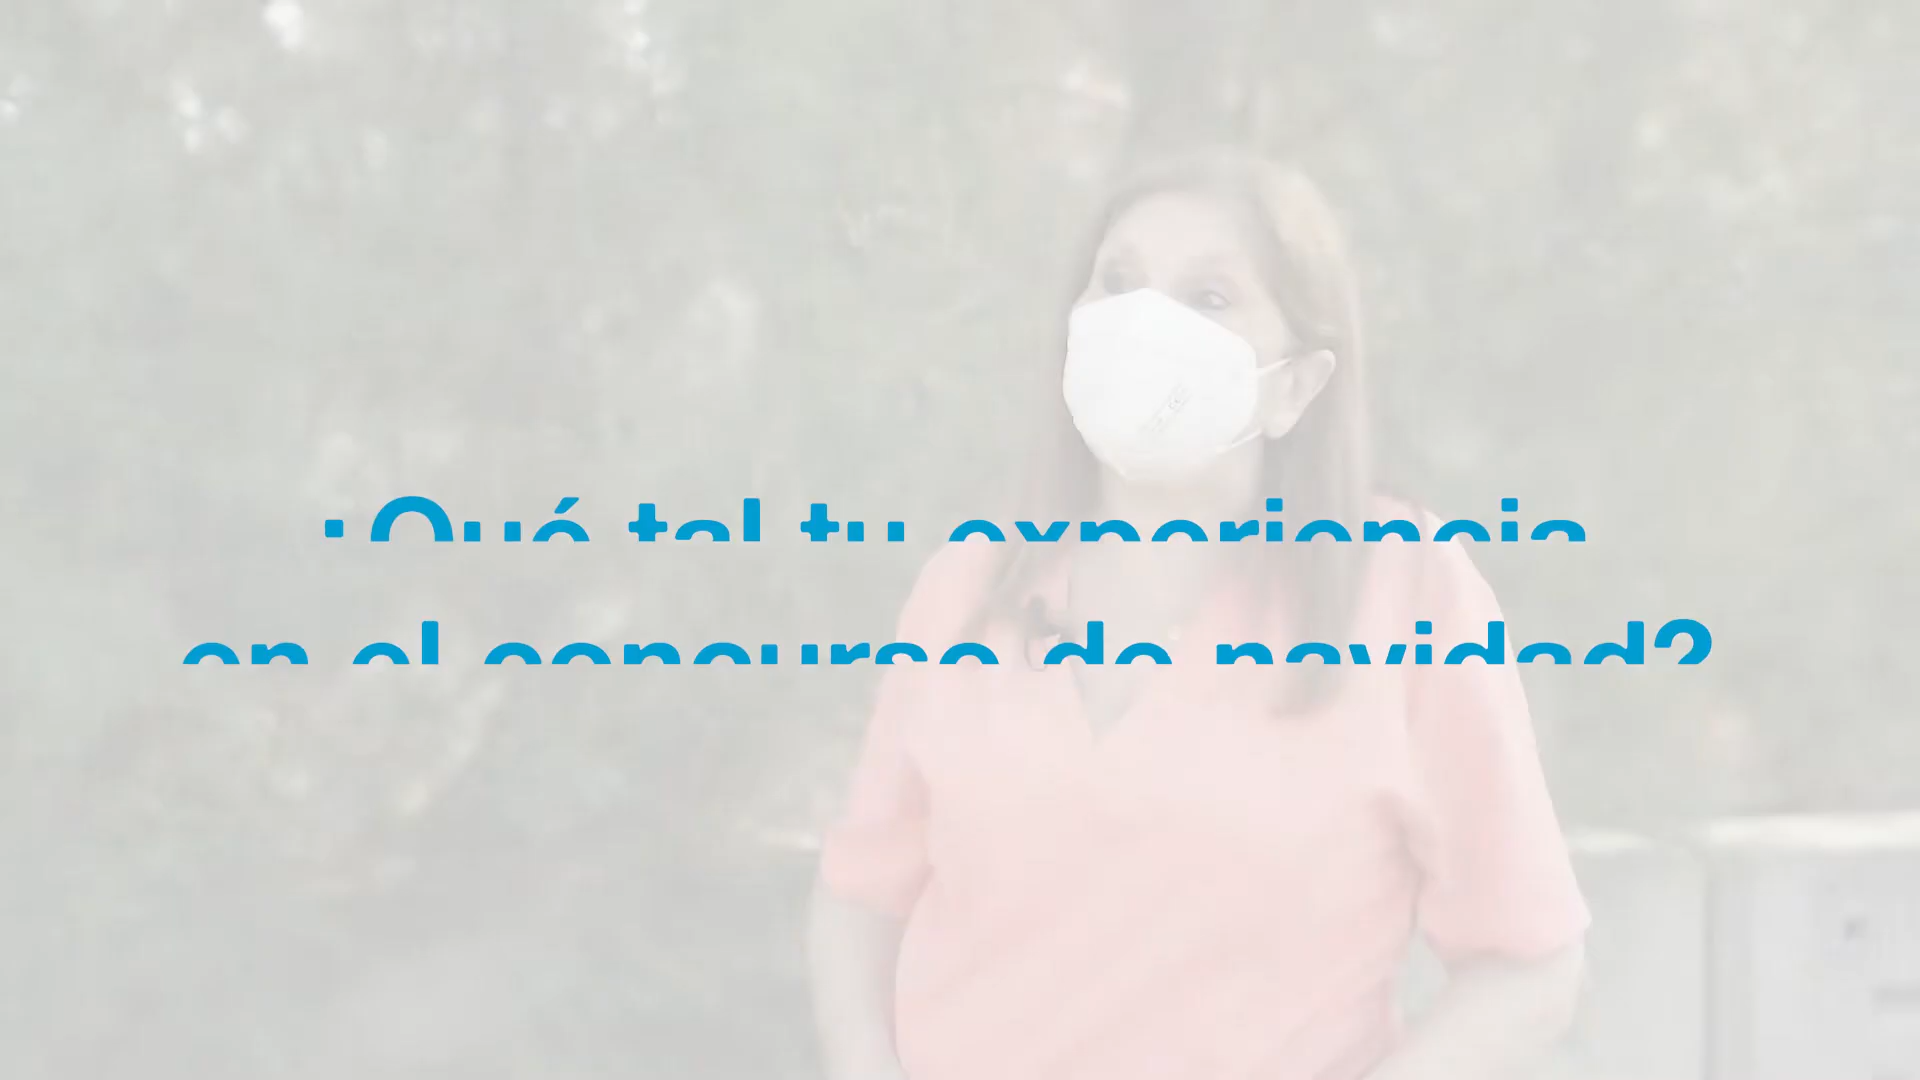 ¿Qué tal tu experiencia
en el concurso de navidad?